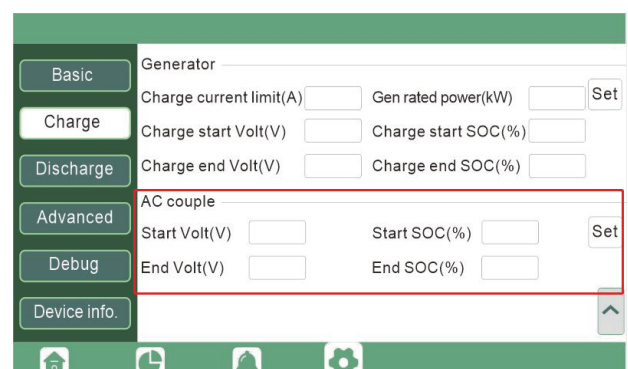 Basic
Charge
Discharge
Advanced
Debug
Device info.
Generator
Charge current limit(A) Gen rated power(kW) Set
Charge start Volt(V) Charge start SOC(%)
Charge end Volt(V) Charge end SOC(%)
AC couple
Start Volt(V) Start SOC(%) Set
End Volt(V) End SOC(%)